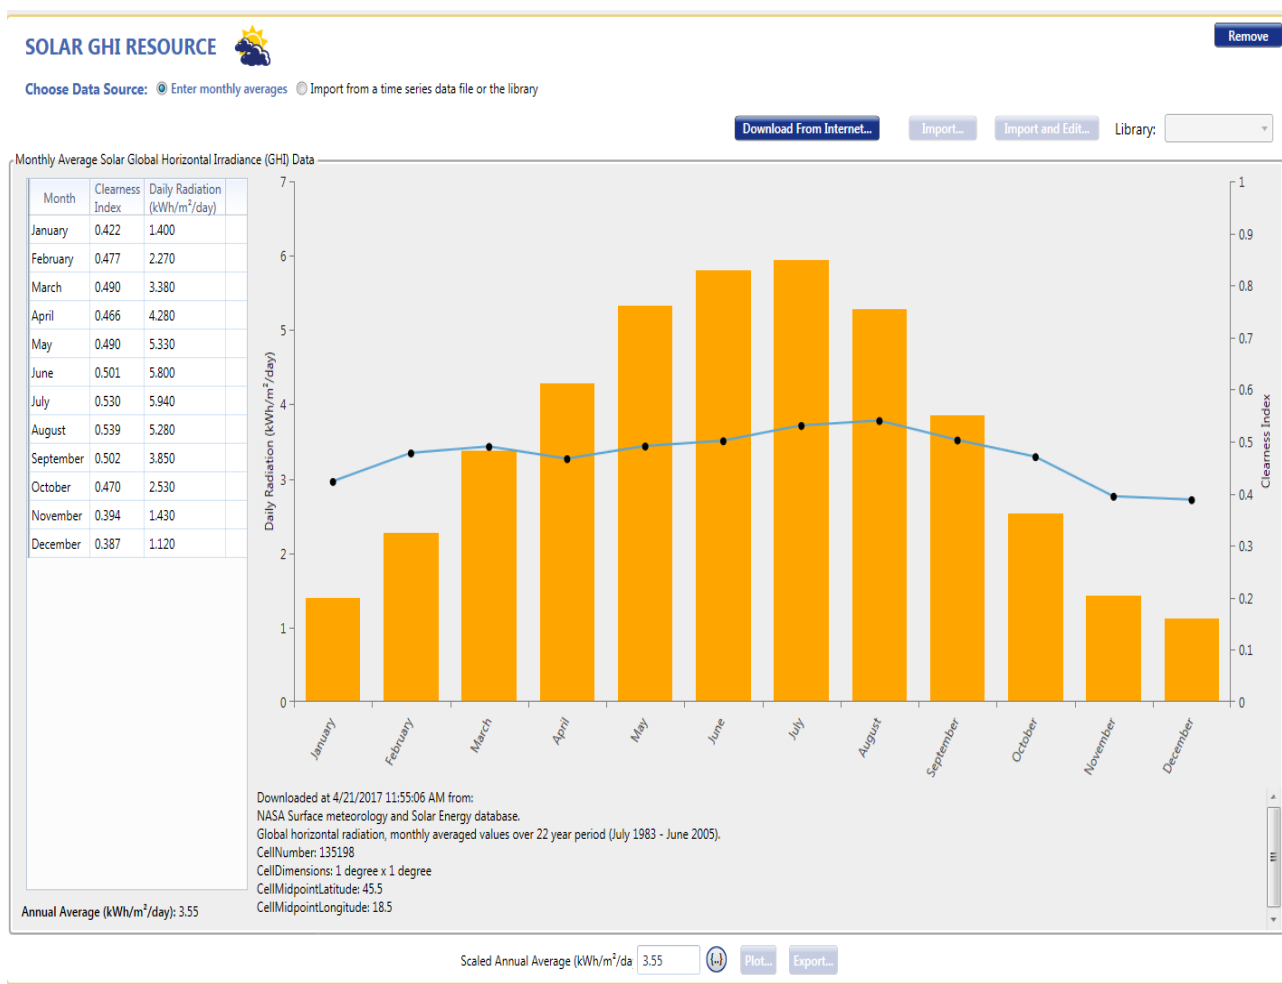 SOLAR GHI RESOURCE
Remove
Choose Data Source: Enter monthly averages Import from a time series data file or the library
Download From Internet... Import... Import and Edit... Library:
Monthly Average Solar Global Horizontal Irradiance (GHI) Data
Month Clearness Index Daily Radiation (kWh/m²/day)
January 0.422 1.400
February 0.477 2.270
March 0.490 3.380
April 0.466 4.280
May 0.490 5.330
June 0.501 5.800
July 0.530 5.940
August 0.539 5.280
September 0.502 3.850
October 0.470 2.530
November 0.394 1.430
December 0.387 1.120
Annual Average (kWh/m²/day): 3.55
Daily Radiation (kWh/m²/day)
7
6
5
4
3
2
1
0
January February March April May June July August September October November December
1
0.9
0.8
0.7
0.6
0.5
0.4
0.3
0.2
0.1
0
Clearness Index
Downloaded at 4/21/2017 11:55:06 AM from:
NASA Surface meteorology and Solar Energy database.
Global horizontal radiation, monthly averaged values over 22 year period (July 1983 - June 2005).
CellNumber: 135198
CellDimensions: 1 degree x 1 degree
CellMidpointLatitude: 45.5
CellMidpointLongitude: 18.5
Scaled Annual Average (kWh/m²/da 3.55 {..} Plot... Export...